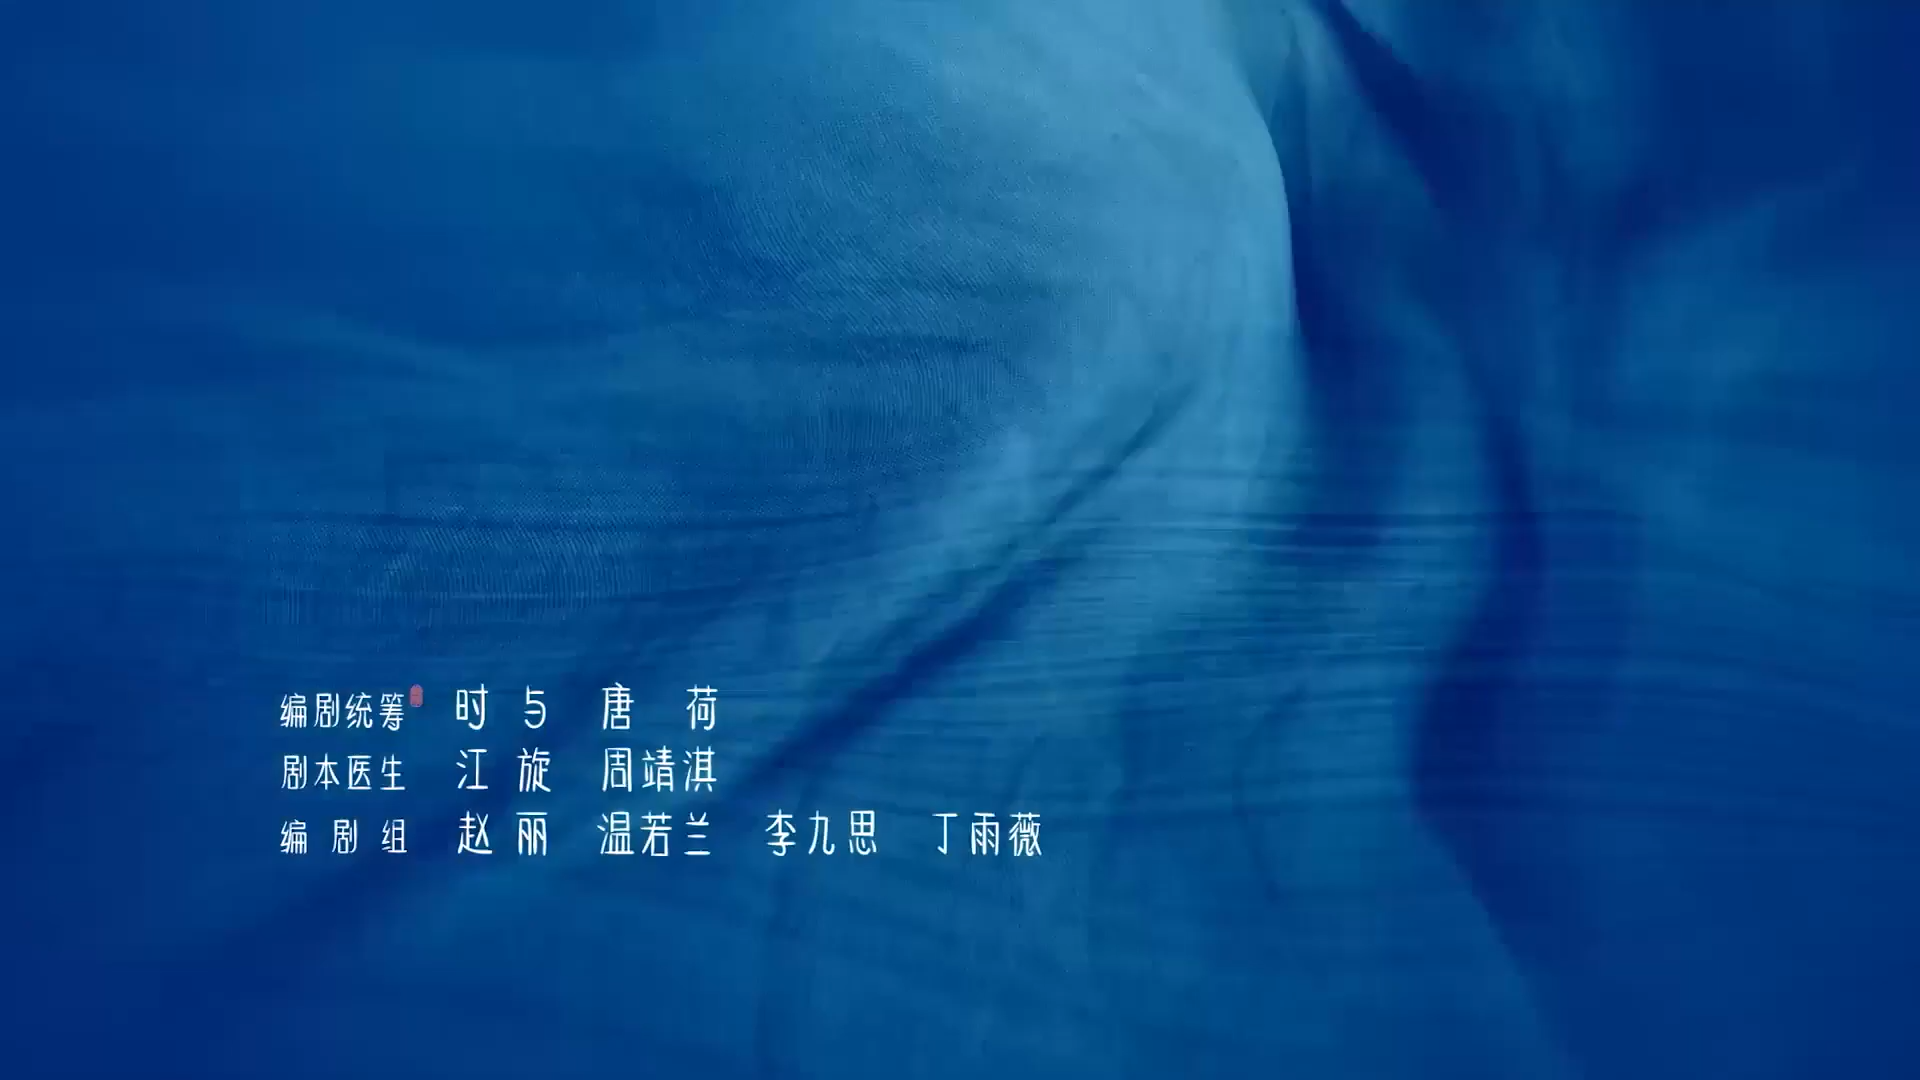 编剧统筹 时与 唐荷
剧本医生 江旋 周靖淇
编剧组 赵丽 温若兰 李九思 丁雨薇